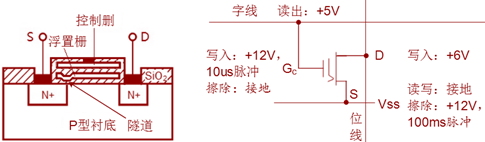 控制删
S
浮置栅
D
SiO₂
N+
N+
P型衬底
隧道
字线
读出：+5V
写入：+12V，
10us脉冲
擦除：接地
Gc
D
S
Vss
位
线
写入：+6V
读写：接地
擦除：+12V，
100ms脉冲